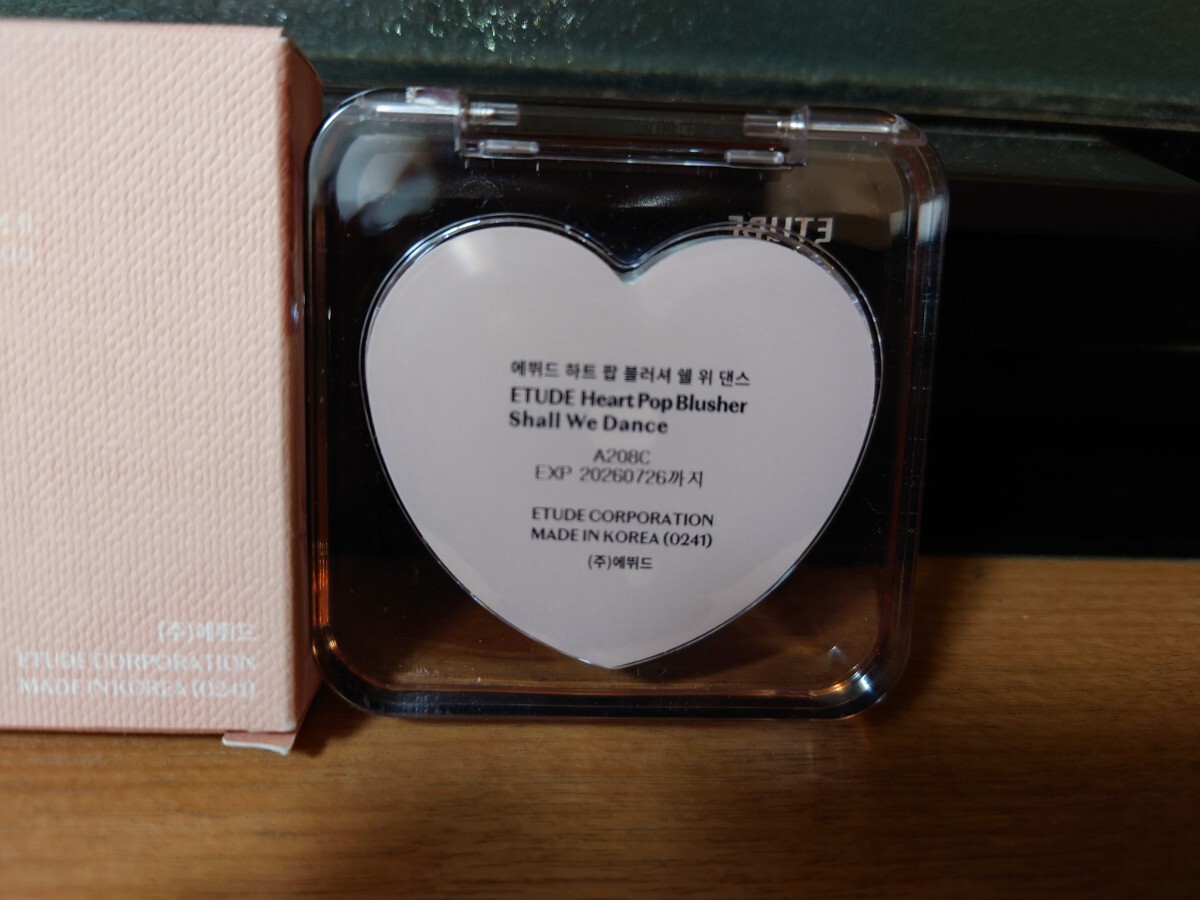 ETUDE
에뛰드 하트 팝 블러셔 쉘 위 댄스
ETUDE Heart Pop Blusher
Shall We Dance
A208C
EXP 20260726까지
ETUDE CORPORATION
MADE IN KOREA (0241)
(주)에뛰드
(주)에뛰드
ETUDE CORPORATION
MADE IN KOREA (0241)